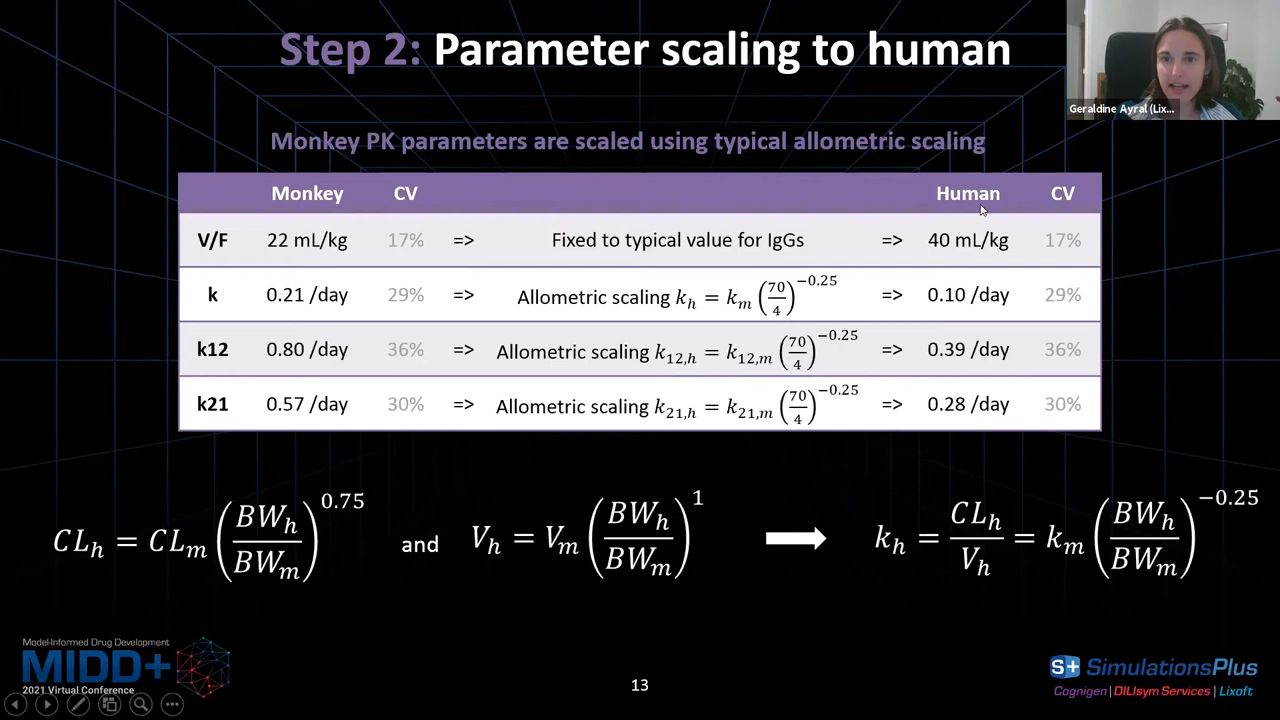 Step 2: Parameter scaling to human
Geraldine Ayral (Lix...
Monkey PK parameters are scaled using typical allometric scaling
Monkey CV Human CV
V/F 22 mL/kg 17% => Fixed to typical value for IgGs => 40 mL/kg 17%
k 0.21 /day 29% => Allometric scaling k_h = k_m (70/4)^−0.25 => 0.10 /day 29%
k12 0.80 /day 36% => Allometric scaling k_12,h = k_12,m (70/4)^−0.25 => 0.39 /day 36%
k21 0.57 /day 30% => Allometric scaling k_21,h = k_21,m (70/4)^−0.25 => 0.28 /day 30%
CL_h = CL_m (BW_h/BW_m)^0.75 and V_h = V_m (BW_h/BW_m)^1 k_h = CL_h/V_h = k_m (BW_h/BW_m)^−0.25
Model-Informed Drug Development
MIDD+
2021 Virtual Conference
13
S+ SimulationsPlus
Cognigen | DILIsym Services | Lixoft